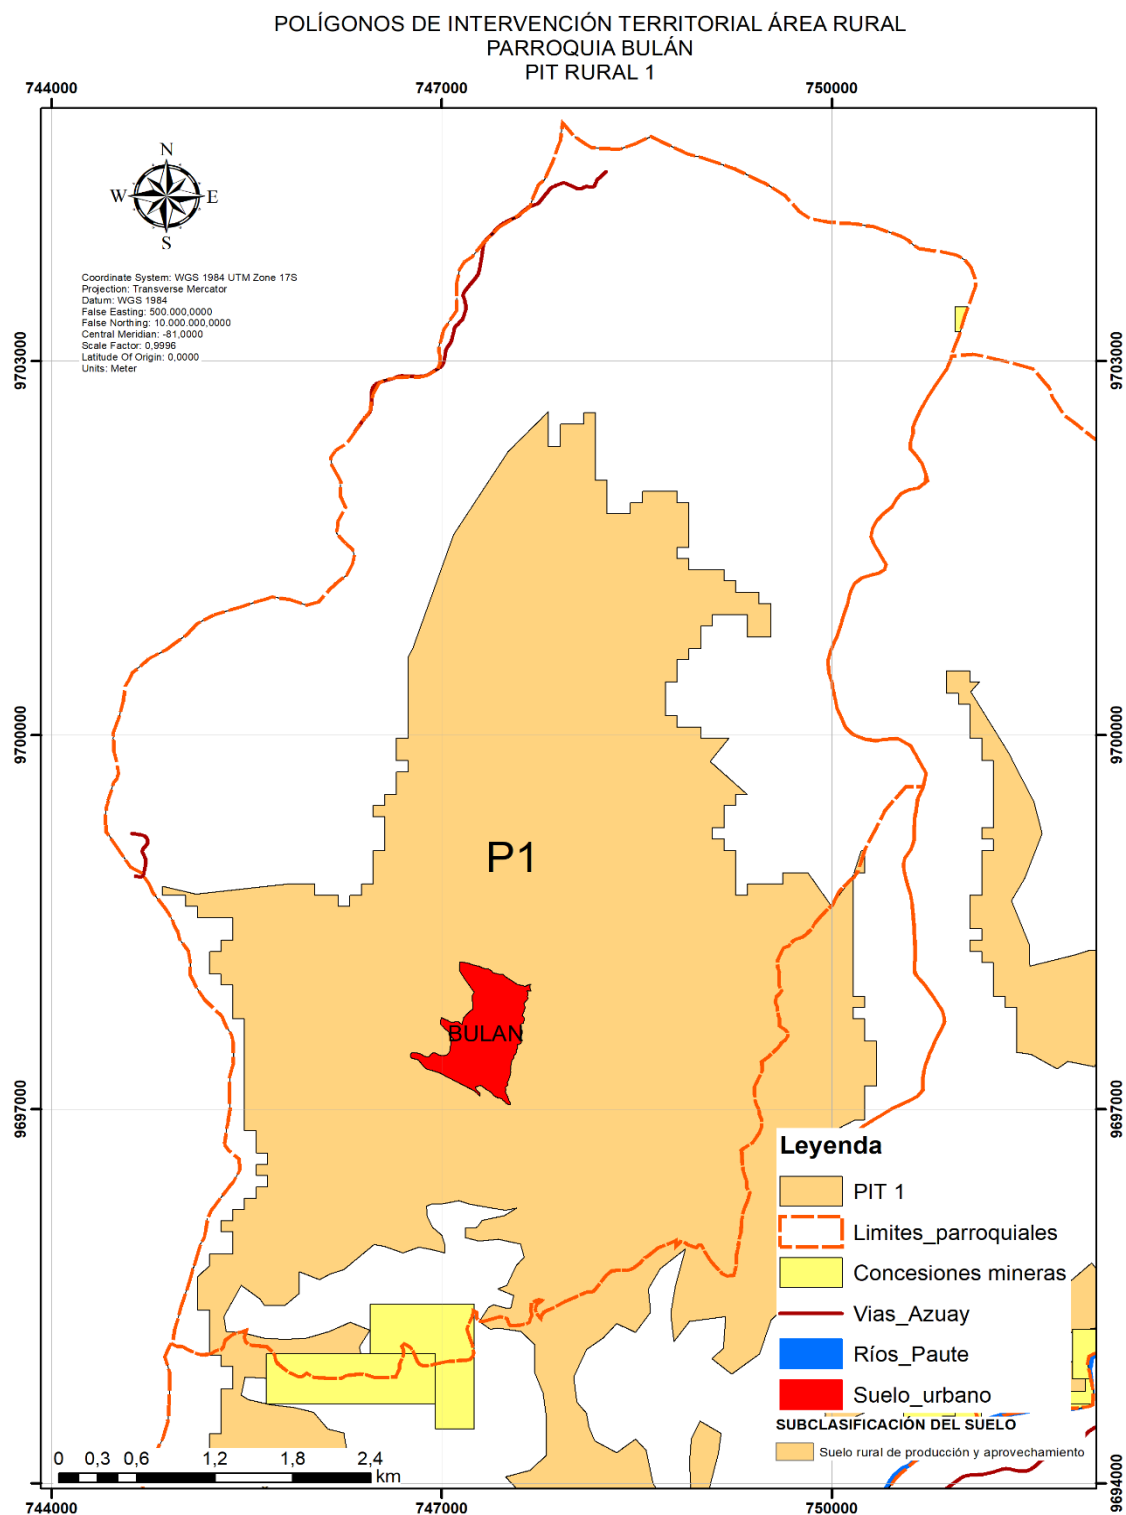 POLÍGONOS DE INTERVENCIÓN TERRITORIAL ÁREA RURAL
PARROQUIA BULÁN
PIT RURAL 1
744000 747000 750000
N
W E
S
Coordinate System: WGS 1984 UTM Zone 17S
Projection: Transverse Mercator
Datum: WGS 1984
False Easting: 500.000,0000
False Northing: 10.000.000,0000
Central Meridian: -81,0000
Scale Factor: 0,9996
Latitude Of Origin: 0,0000
Units: Meter
9703000 9703000
9700000 9700000
P1
BULAN
9697000 9697000
Leyenda
PIT 1
Limites_parroquiales
Concesiones mineras
Vias_Azuay
Ríos_Paute
Suelo_urbano
SUBCLASIFICACIÓN DEL SUELO
Suelo rural de producción y aprovechamiento
0 0,3 0,6 1,2 1,8 2,4
km
9694000
744000 747000 750000